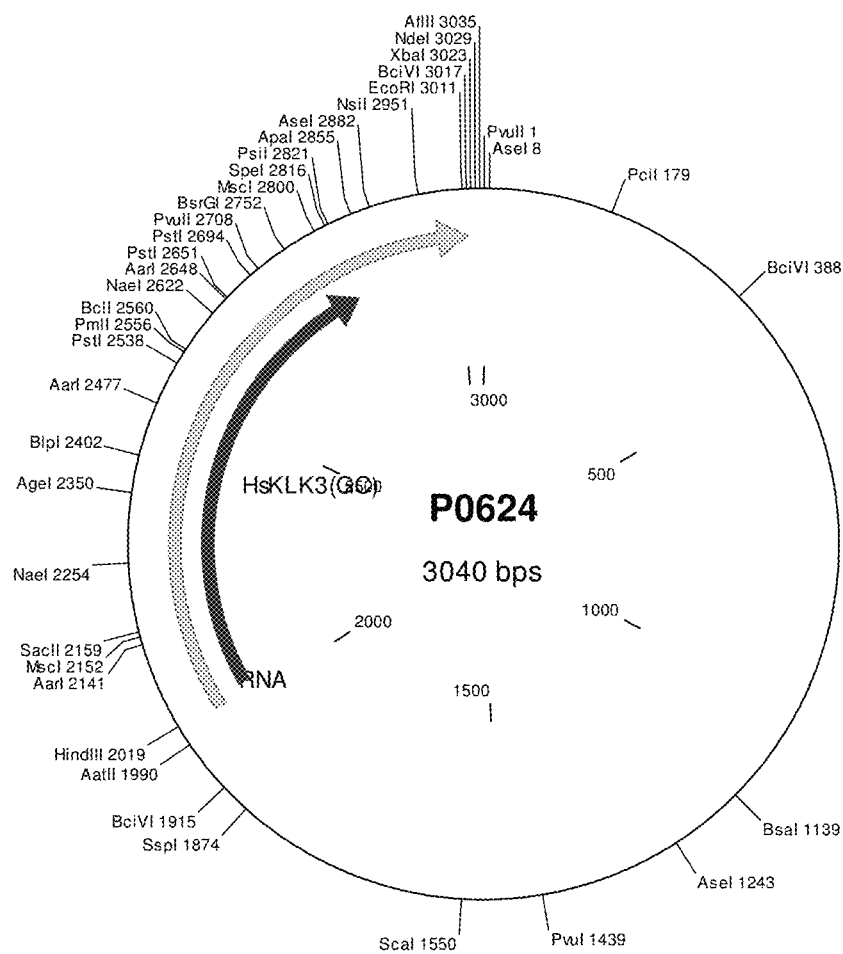 AflII 3035
NdeI 3029
XbaI 3023
BciVI 3017
EcoRI 3011
NsiI 2951
AseI 2882
ApaI 2855
PsiI 2821
SpeI 2816
MscI 2800
BsrGI 2752
PvuII 2708
PstI 2694
PstI 2651
AarI 2648
NaeI 2622
BclI 2560
PmlI 2556
PstI 2538
AarI 2477
BlpI 2402
AgeI 2350
NaeI 2254
SacII 2159
MscI 2152
AarI 2141
HindIII 2019
AatII 1990
BciVI 1915
SspI 1874
ScaI 1550
PvuI 1439
AseI 1243
BsaI 1139
BciVI 388
PciI 179
AseI 8
PvuII 1
3000
500
1000
1500
2000
2500
HsKLK3(GC)
RNA
P0624
3040 bps